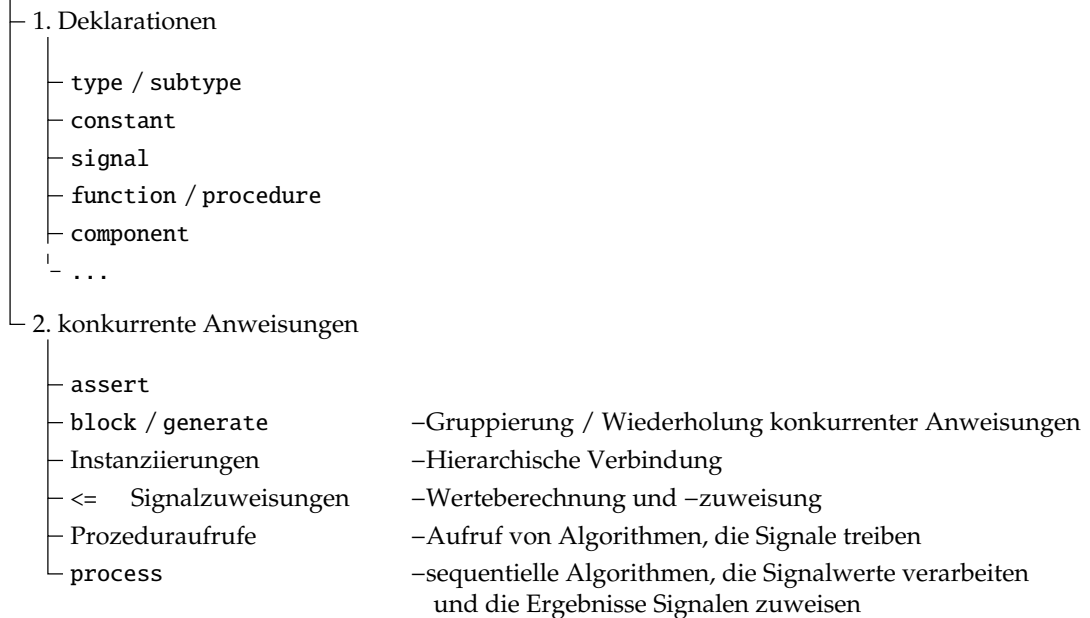 1. Deklarationen
type / subtype
constant
signal
function / procedure
component
...
2. konkurrente Anweisungen
assert
block / generate –Gruppierung / Wiederholung konkurrenter Anweisungen
Instanziierungen –Hierarchische Verbindung
<= Signalzuweisungen –Werteberechnung und –zuweisung
Prozeduraufrufe –Aufruf von Algorithmen, die Signale treiben
process –sequentielle Algorithmen, die Signalwerte verarbeiten
und die Ergebnisse Signalen zuweisen